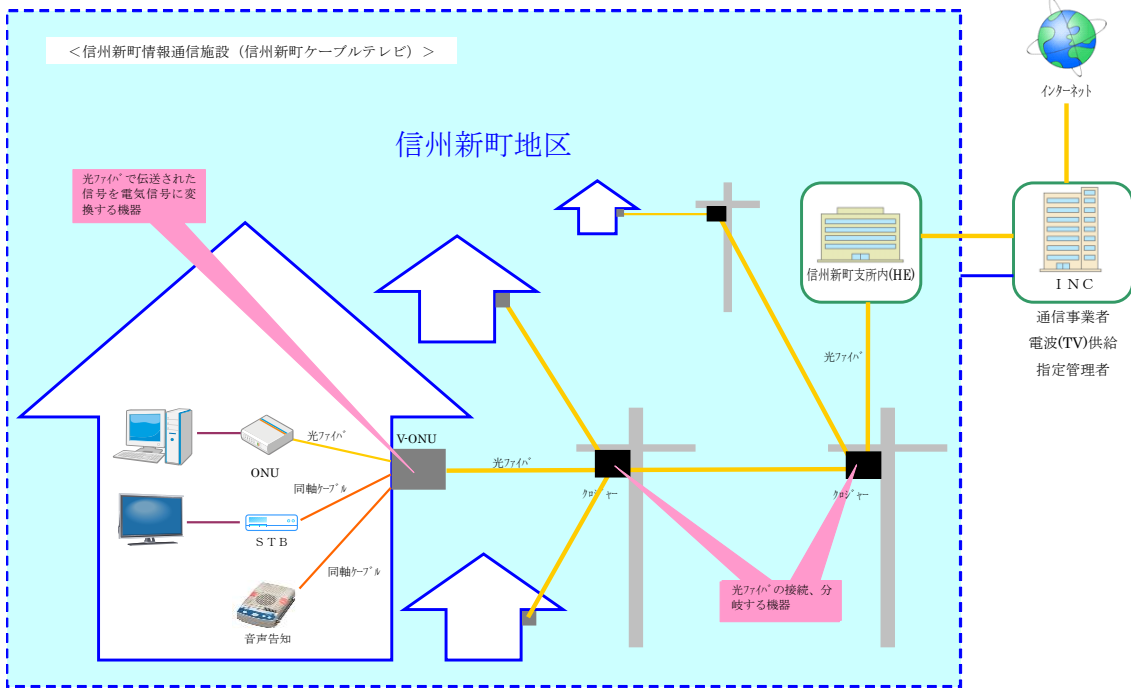 ＜信州新町情報通信施設（信州新町ケーブルテレビ）＞
インターネット
信州新町地区
光ﾌｧｲﾊﾞで伝送された
信号を電気信号に変
換する機器
信州新町支所内(HE)
ＩＮＣ
通信事業者
電波(TV)供給
指定管理者
光ﾌｧｲﾊﾞ
V-ONU
光ﾌｧｲﾊﾞ
光ﾌｧｲﾊﾞ
ONU
同軸ｹｰﾌﾞﾙ
ＳＴＢ
同軸ｹｰﾌﾞﾙ
音声告知
ｸﾛｼﾞｬｰ
ｸﾛｼﾞｬｰ
光ﾌｧｲﾊﾞの接続、分
岐する機器